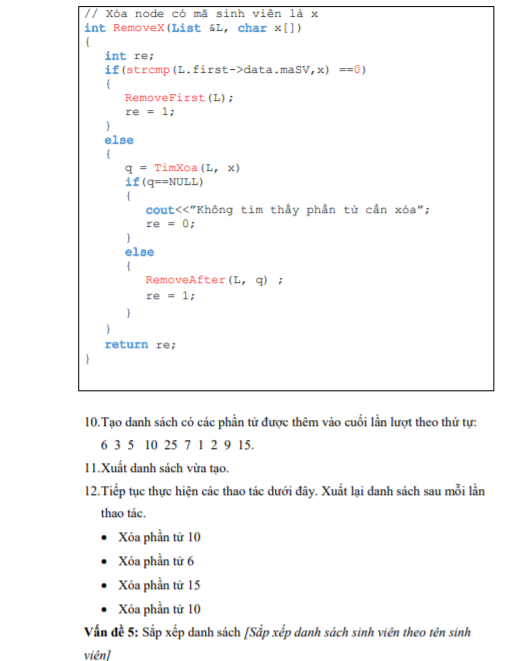 // Xóa node có mã sinh viên là x
int RemoveX(List &L, char x[])
{
int re;
if(strcmp(L.first->data.maSV,x) ==0)
{
RemoveFirst(L);
re = 1;
}
else
{
q = TimXoa(L, x)
if(q==NULL)
{
cout<<"Không tìm thấy phần tử cần xóa";
re = 0;
}
else
{
RemoveAfter(L, q) ;
re = 1;
}
}
return re;
}
10.Tạo danh sách có các phần tử được thêm vào cuối lần lượt theo thứ tự:
6 3 5 10 25 7 1 2 9 15.
11.Xuất danh sách vừa tạo.
12.Tiếp tục thực hiện các thao tác dưới đây. Xuất lại danh sách sau mỗi lần
thao tác.
• Xóa phần tử 10
• Xóa phần tử 6
• Xóa phần tử 15
• Xóa phần tử 10
Vấn đề 5: Sắp xếp danh sách [Sắp xếp danh sách sinh viên theo tên sinh
viên]